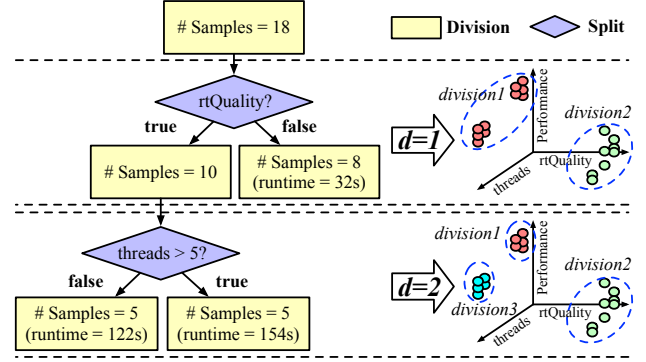 # Samples = 18
Division
Split
rtQuality?
true
false
# Samples = 10
# Samples = 8
(runtime = 32s)
d=1
division1
division2
Performance
rtQuality
threads
threads > 5?
false
true
# Samples = 5
(runtime = 122s)
# Samples = 5
(runtime = 154s)
d=2
division1
division2
division3
Performance
rtQuality
threads